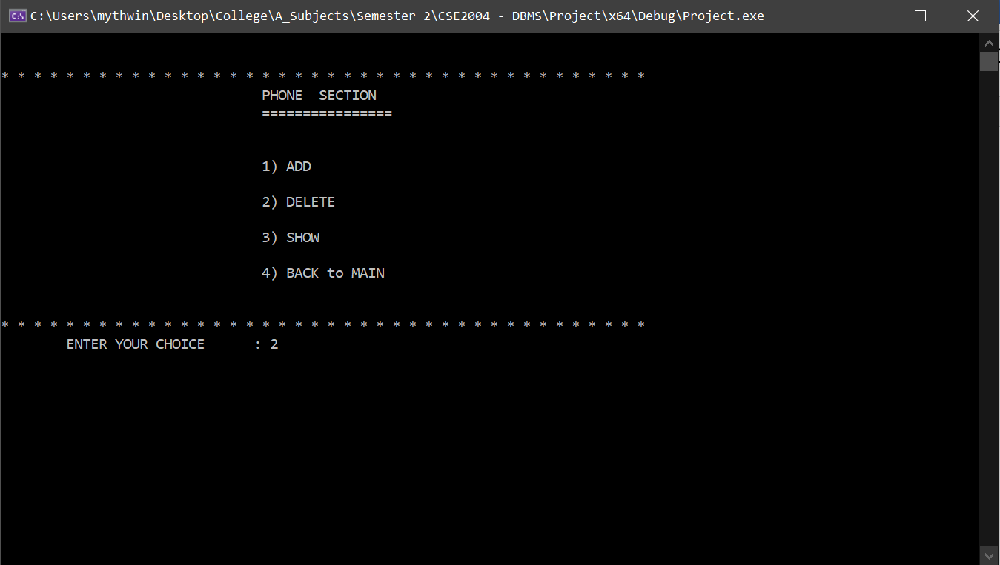 C:\Users\mythwin\Desktop\College\A_Subjects\Semester 2\CSE2004 - DBMS\Project\x64\Debug\Project.exe
* * * * * * * * * * * * * * * * * * * * * * * * * * * * * * * * * * * * * * * *
PHONE  SECTION
================
1) ADD
2) DELETE
3) SHOW
4) BACK to MAIN
* * * * * * * * * * * * * * * * * * * * * * * * * * * * * * * * * * * * * * * *
ENTER YOUR CHOICE      : 2